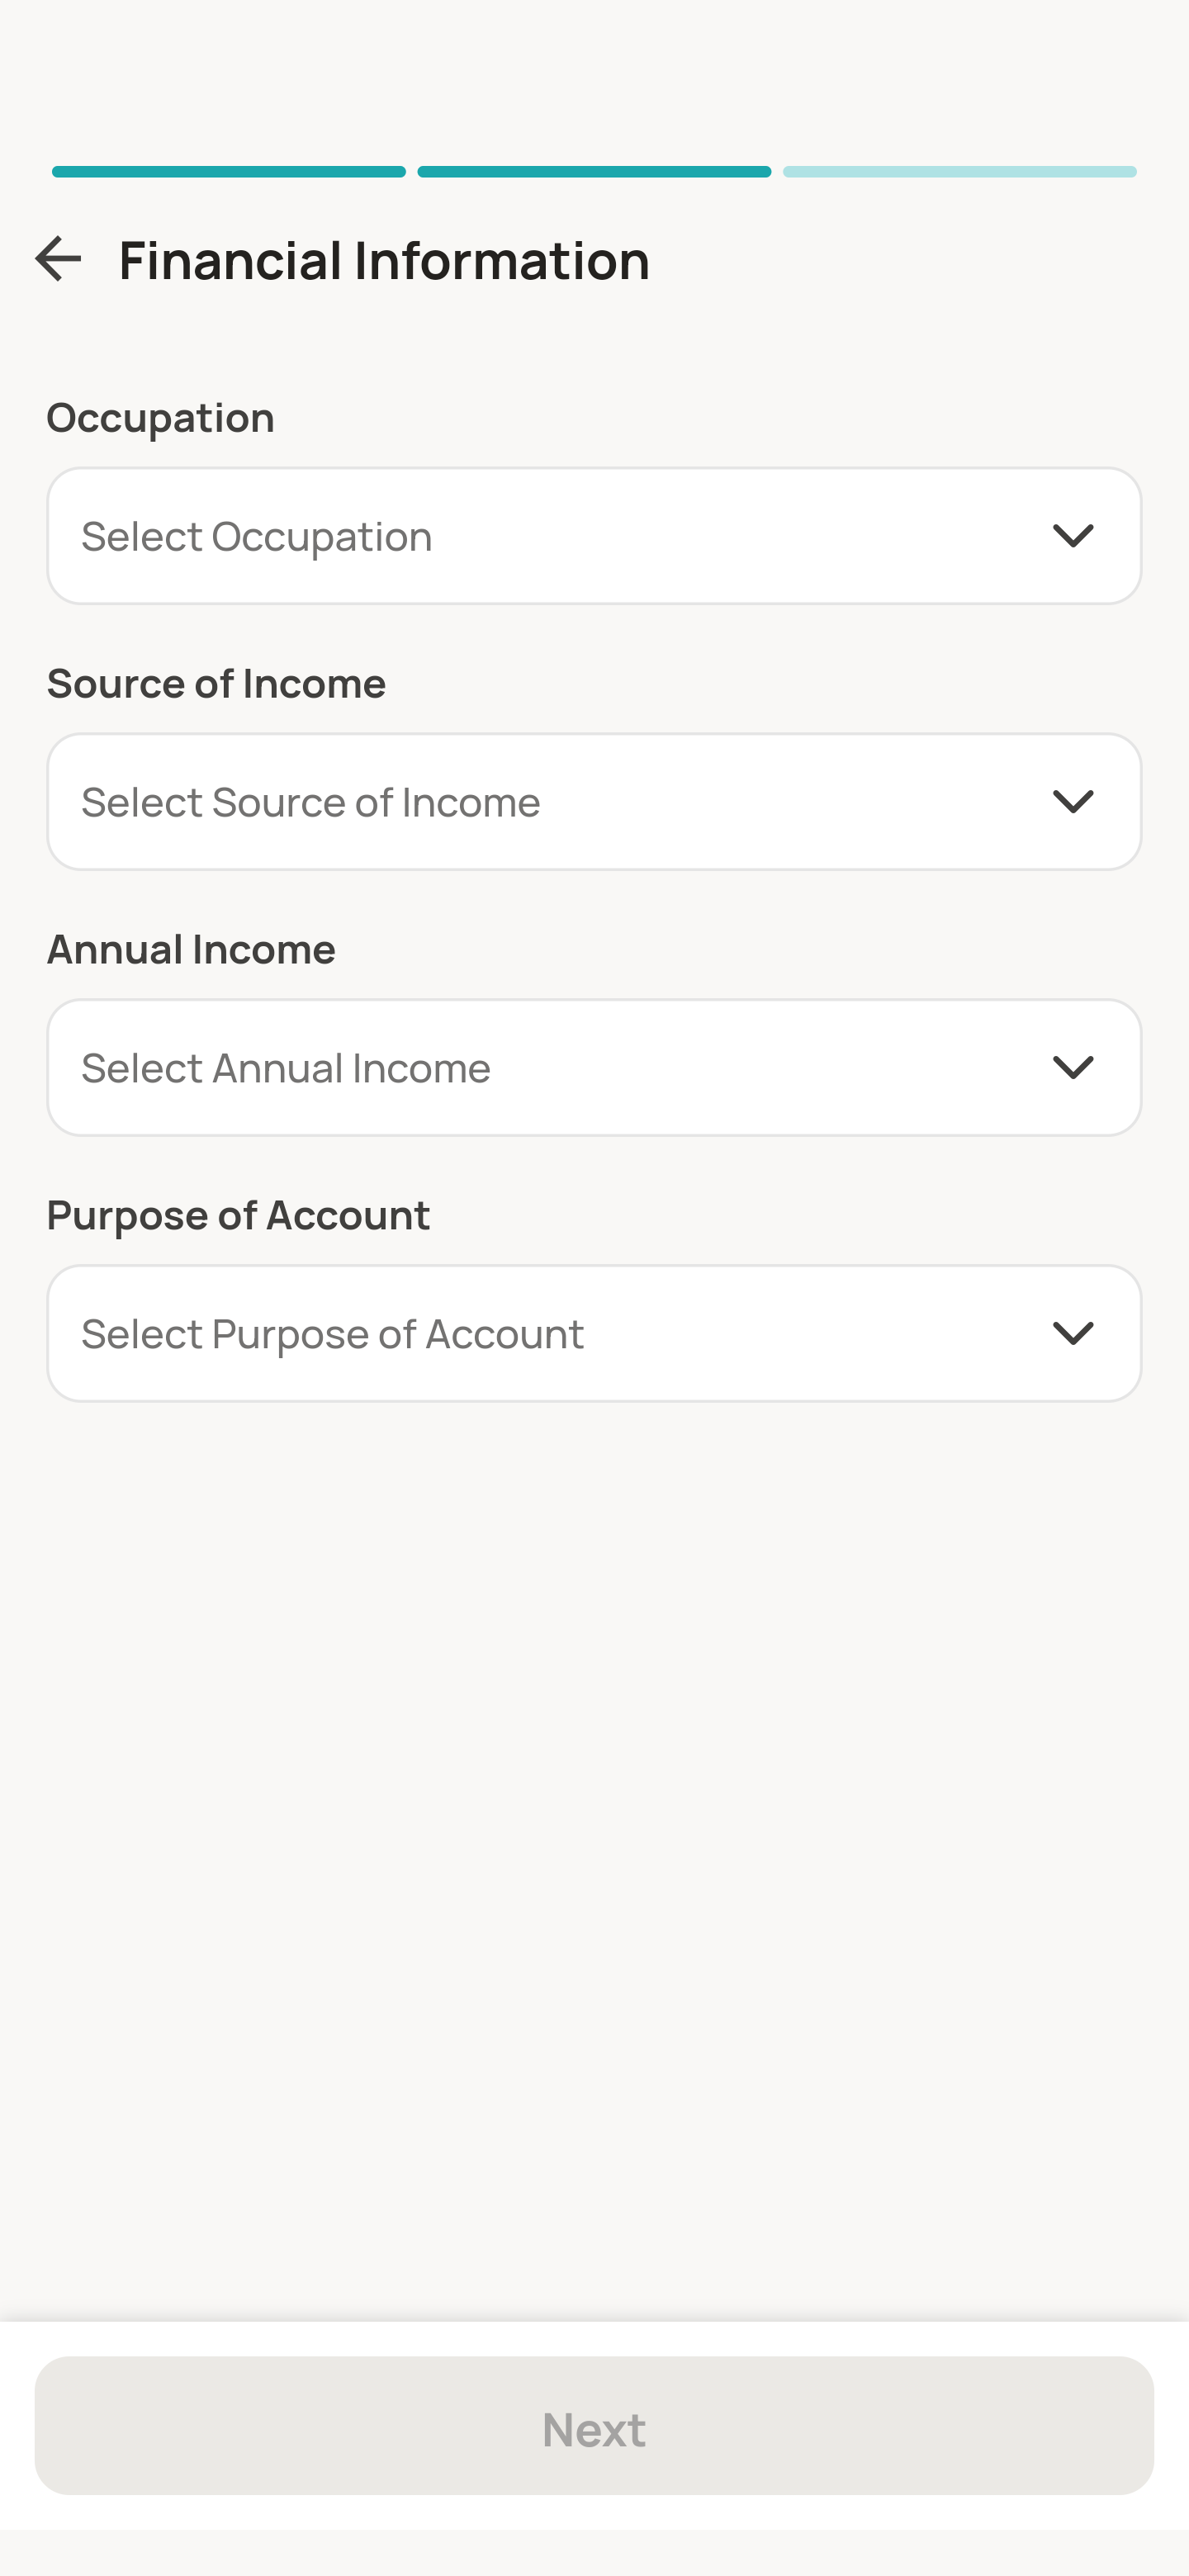 Financial Information
Occupation
Select Occupation
Source of Income
Select Source of Income
Annual Income
Select Annual Income
Purpose of Account
Select Purpose of Account
Next